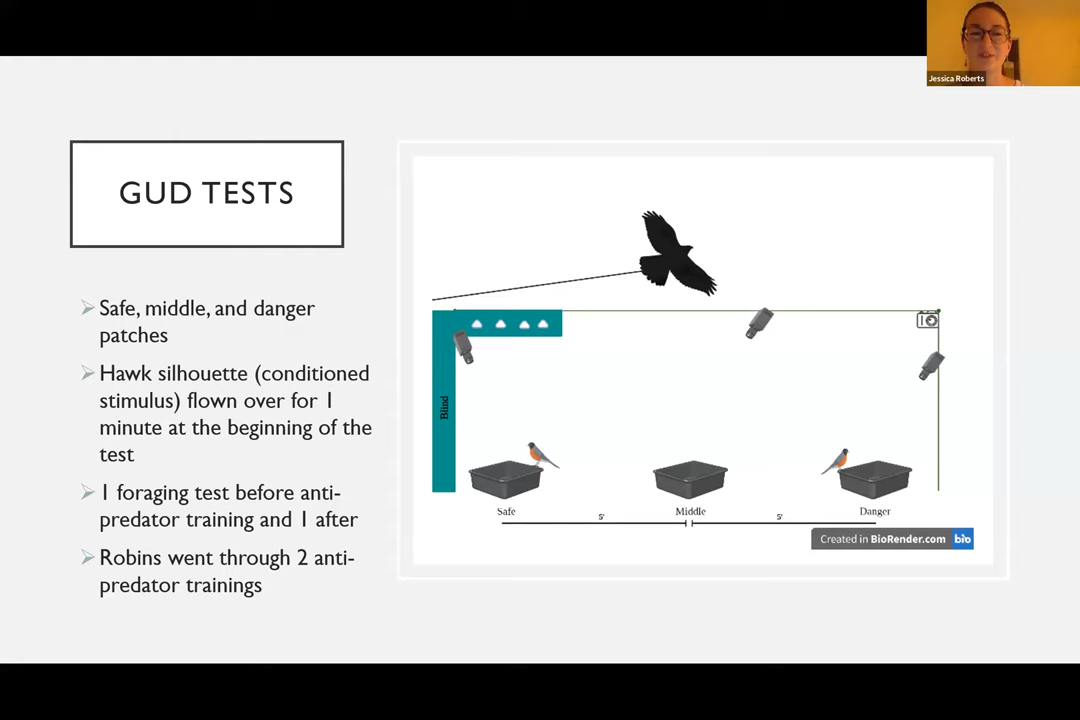 Jessica Roberts
GUD TESTS
Safe, middle, and danger
patches
Hawk silhouette (conditioned
stimulus) flown over for 1
minute at the beginning of the
test
1 foraging test before anti-
predator training and 1 after
Robins went through 2 anti-
predator trainings
Blind
Safe
Middle
Danger
5'
5'
Created in BioRender.com bio